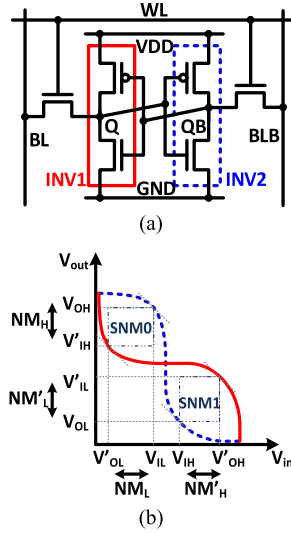 WL
VDD
Q
QB
BL
BLB
INV1
GND
INV2
(a)
Vout
VOH
NMH
SNM0
V'IH
V'IL
NM'L
SNM1
VOL
V'OL
VIL
VIH
V'OH
Vin
NML
NM'H
(b)